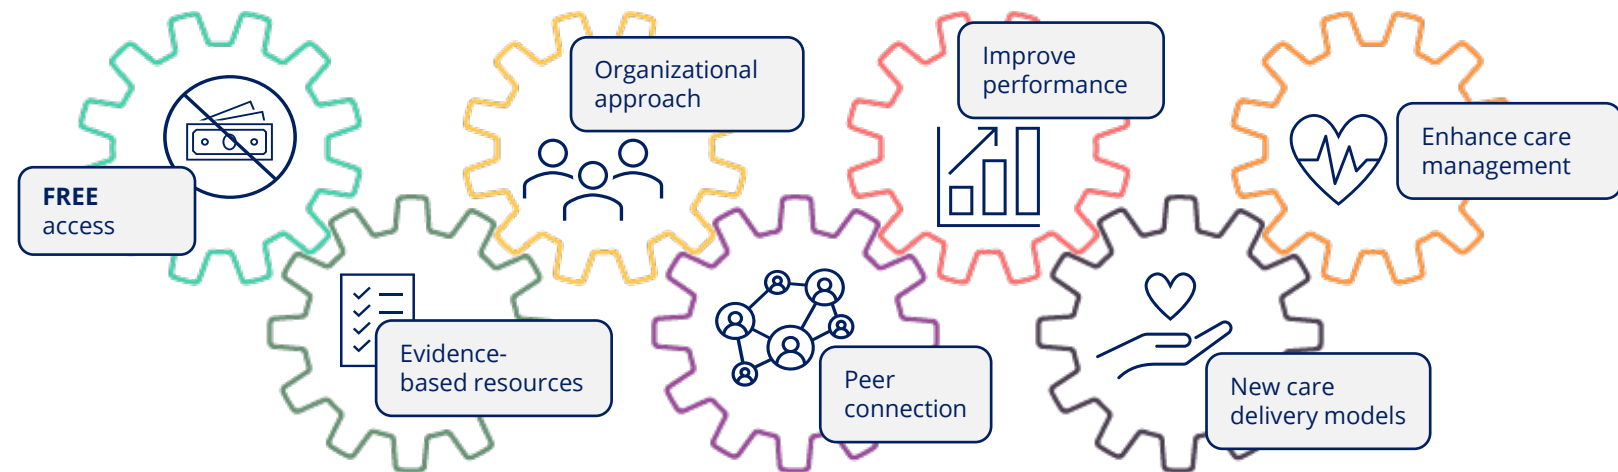 FREE
access
Evidence-
based resources
Organizational
approach
Peer
connection
Improve
performance
New care
delivery models
Enhance care
management